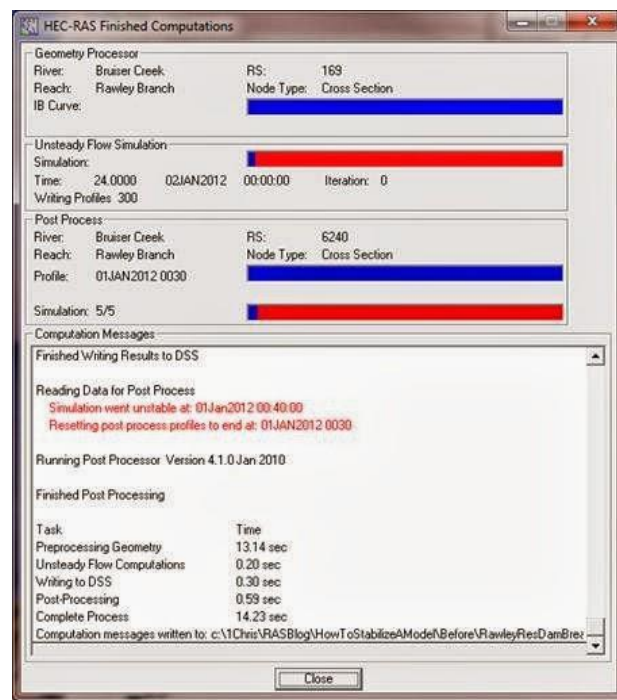 HEC-RAS Finished Computations
Geometry Processor
River: Bruiser Creek RS: 169
Reach: Rawley Branch Node Type: Cross Section
IB Curve:
Unsteady Flow Simulation
Simulation:
Time: 24.0000 02JAN2012 00:00:00 Iteration: 0
Writing Profiles 300
Post Process
River: Bruiser Creek RS: 6240
Reach: Rawley Branch Node Type: Cross Section
Profile: 01JAN2012 0030
Simulation: 5/5
Computation Messages
Finished Writing Results to DSS
Reading Data for Post Process
Simulation went unstable at: 01Jan2012 00:40:00
Resetting post process profiles to end at: 01JAN2012 0030
Running Post Processor Version 4.1.0 Jan 2010
Finished Post Processing
Task Time
Preprocessing Geometry 13.14 sec
Unsteady Flow Computations 0.20 sec
Writing to DSS 0.30 sec
Post-Processing 0.59 sec
Complete Process 14.23 sec
Computation messages written to: c:\1Chris\RASBlog\HowToStabilizeAModel\Before\RawleyResDamBrea
Close